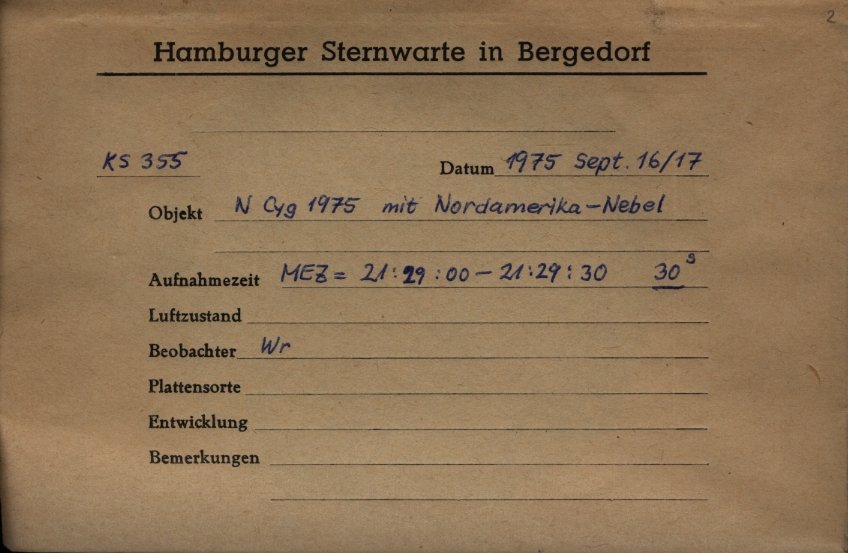 2
Hamburger Sternwarte in Bergedorf
KS 355 Datum 1975 Sept. 16/17
Objekt N Cyg 1975 mit Nordamerika-Nebel
Aufnahmezeit MEZ = 21:29:00 - 21:29:30 30s
Luftzustand
Beobachter Wr
Plattensorte
Entwicklung
Bemerkungen